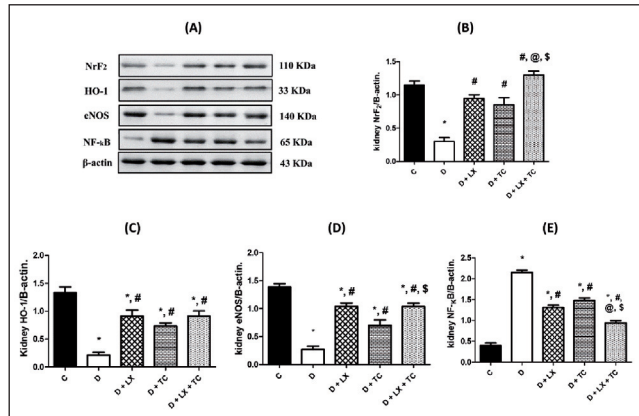 (A)
NrF2 110 KDa
HO-1 33 KDa
eNOS 140 KDa
NF-kB 65 KDa
β-actin 43 KDa
(B)
kidney NrF2/B-actin.
1.5
1.0
0.5
0.0
*
#
#
#, @, $
C D D + LX D + TC D + LX + TC
(C)
Kidney HO-1/B-actin.
2.0
1.5
1.0
0.5
0.0
*
*, #
*, #
*, #
C D D + LX D + TC D + LX + TC
(D)
kidney eNOS/B-actin.
2.0
1.5
1.0
0.5
0.0
*
*, #
*, #
*, #, $
C D D + LX D + TC D + LX + TC
(E)
kidney NF-κB/B-actin.
2.5
2.0
1.5
1.0
0.5
0.0
*
*, #
*, #
*, #,
@, $
C D D + LX D + TC D + LX + TC